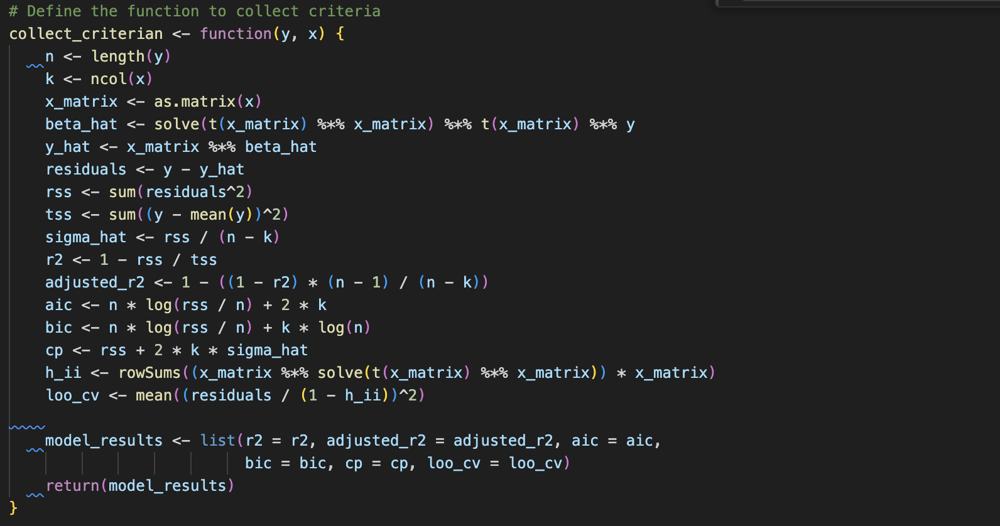 # Define the function to collect criteria
collect_criterian <- function(y, x) {
n <- length(y)
k <- ncol(x)
x_matrix <- as.matrix(x)
beta_hat <- solve(t(x_matrix) %*% x_matrix) %*% t(x_matrix) %*% y
y_hat <- x_matrix %*% beta_hat
residuals <- y - y_hat
rss <- sum(residuals^2)
tss <- sum((y - mean(y))^2)
sigma_hat <- rss / (n - k)
r2 <- 1 - rss / tss
adjusted_r2 <- 1 - ((1 - r2) * (n - 1) / (n - k))
aic <- n * log(rss / n) + 2 * k
bic <- n * log(rss / n) + k * log(n)
cp <- rss + 2 * k * sigma_hat
h_ii <- rowSums((x_matrix %*% solve(t(x_matrix) %*% x_matrix)) * x_matrix)
loo_cv <- mean((residuals / (1 - h_ii))^2)
model_results <- list(r2 = r2, adjusted_r2 = adjusted_r2, aic = aic,
bic = bic, cp = cp, loo_cv = loo_cv)
return(model_results)
}